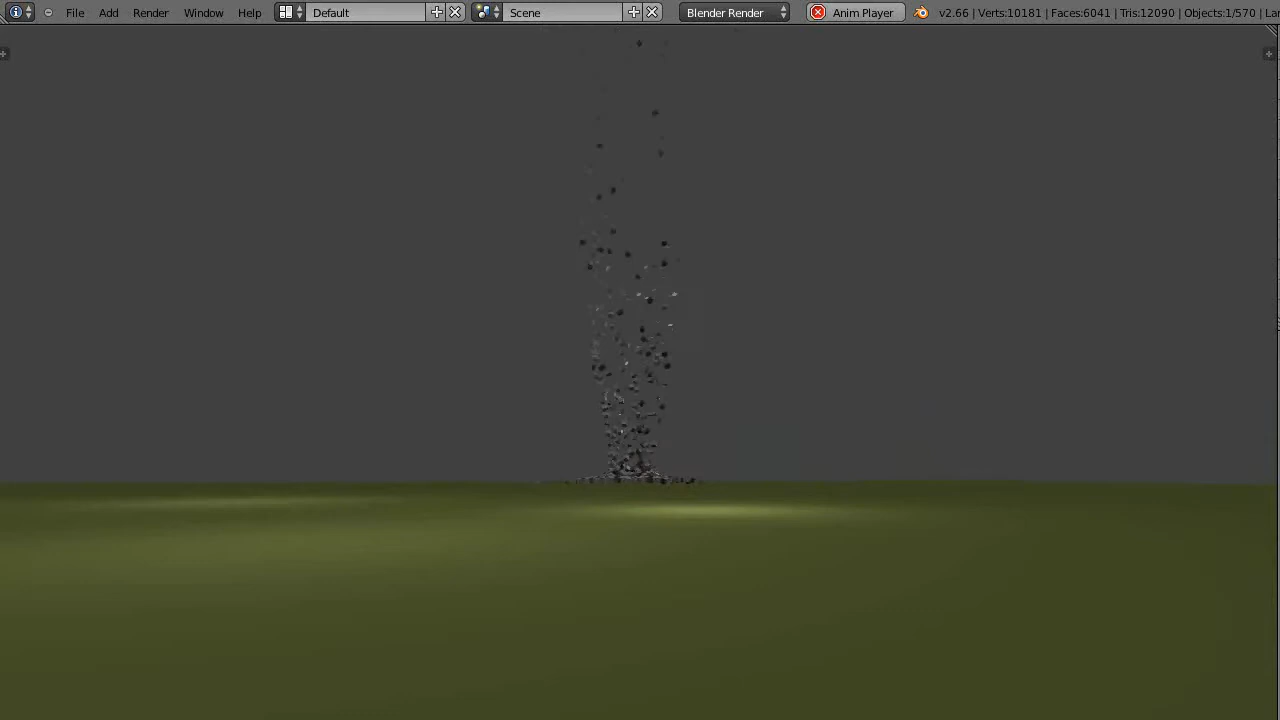 File Add Render Window Help Default Scene Blender Render Anim Player v2.66 | Verts:10181 | Faces:6041 | Tris:12090 | Objects:1/570 | La